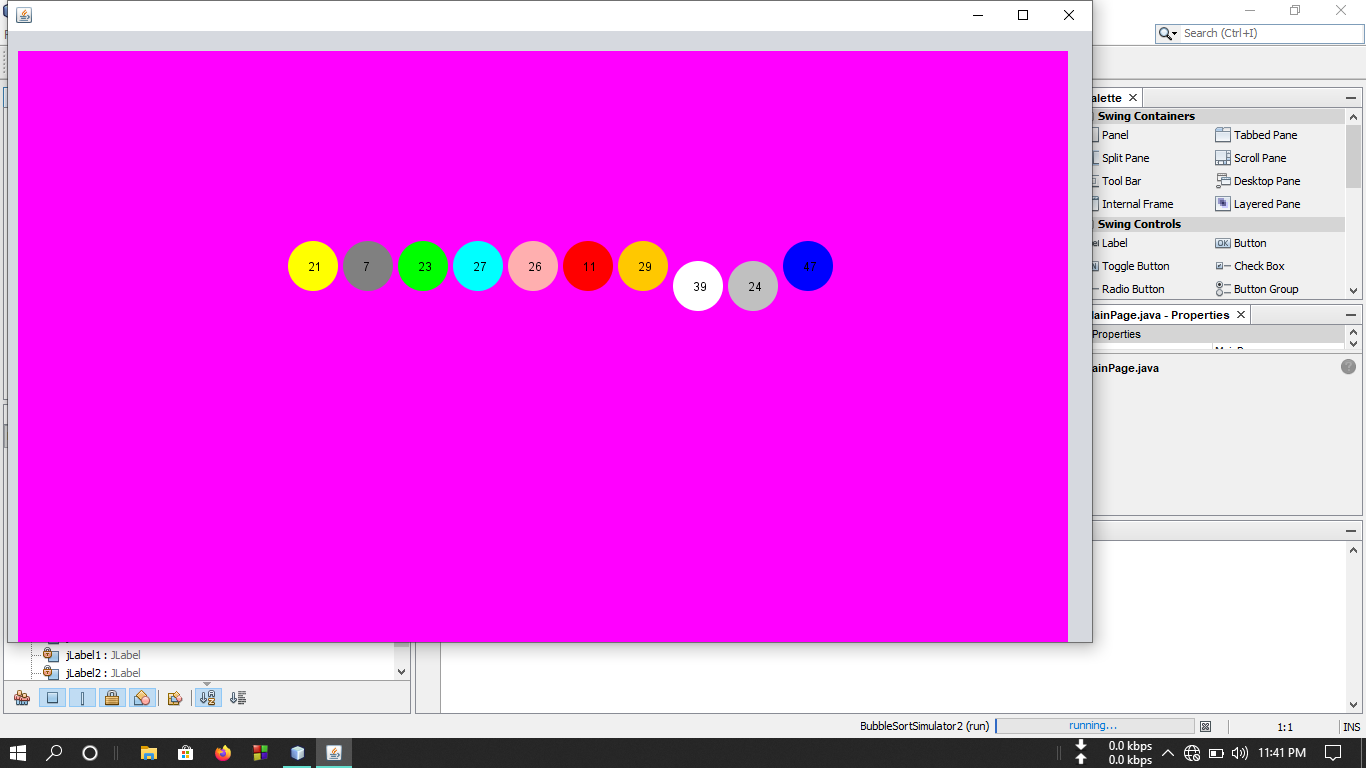 Search (Ctrl+I)
alette
Swing Containers
Panel
Tabbed Pane
Split Pane
Scroll Pane
Tool Bar
Desktop Pane
Internal Frame
Layered Pane
Swing Controls
Label
Button
Toggle Button
Check Box
Radio Button
Button Group
21 7 23 27 26 11 29 39 24 47
ainPage.java - Properties
Properties
ainPage.java
jLabel1 : JLabel
jLabel2 : JLabel
BubbleSortSimulator2 (run)
running...
1:1
INS
0.0 kbps
0.0 kbps
11:41 PM